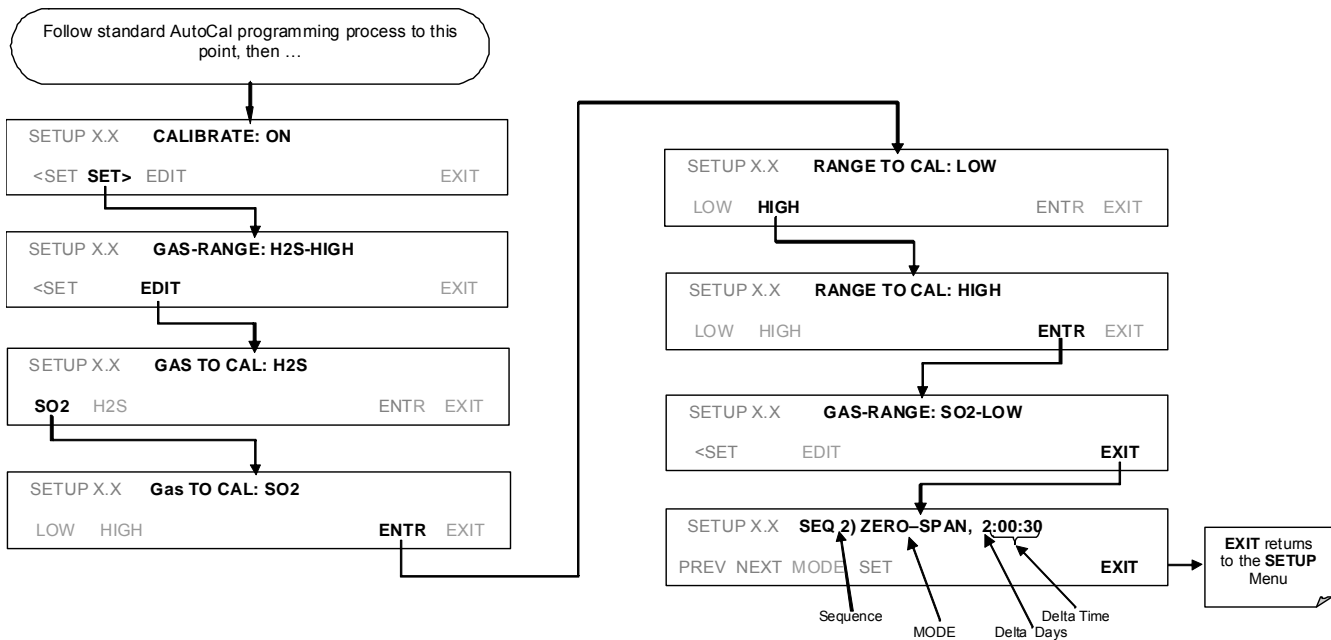 Follow standard AutoCal programming process to this
point, then …
SETUP X.X CALIBRATE: ON
<SET SET> EDIT EXIT
SETUP X.X GAS-RANGE: H2S-HIGH
<SET EDIT EXIT
SETUP X.X GAS TO CAL: H2S
SO2 H2S ENTR EXIT
SETUP X.X Gas TO CAL: SO2
LOW HIGH ENTR EXIT
SETUP X.X RANGE TO CAL: LOW
LOW HIGH ENTR EXIT
SETUP X.X RANGE TO CAL: HIGH
LOW HIGH ENTR EXIT
SETUP X.X GAS-RANGE: SO2-LOW
<SET EDIT EXIT
SETUP X.X SEQ 2) ZERO–SPAN, 2:00:30
PREV NEXT MODE SET EXIT
Sequence
MODE
Delta Days
Delta Time
EXIT returns
to the SETUP
Menu